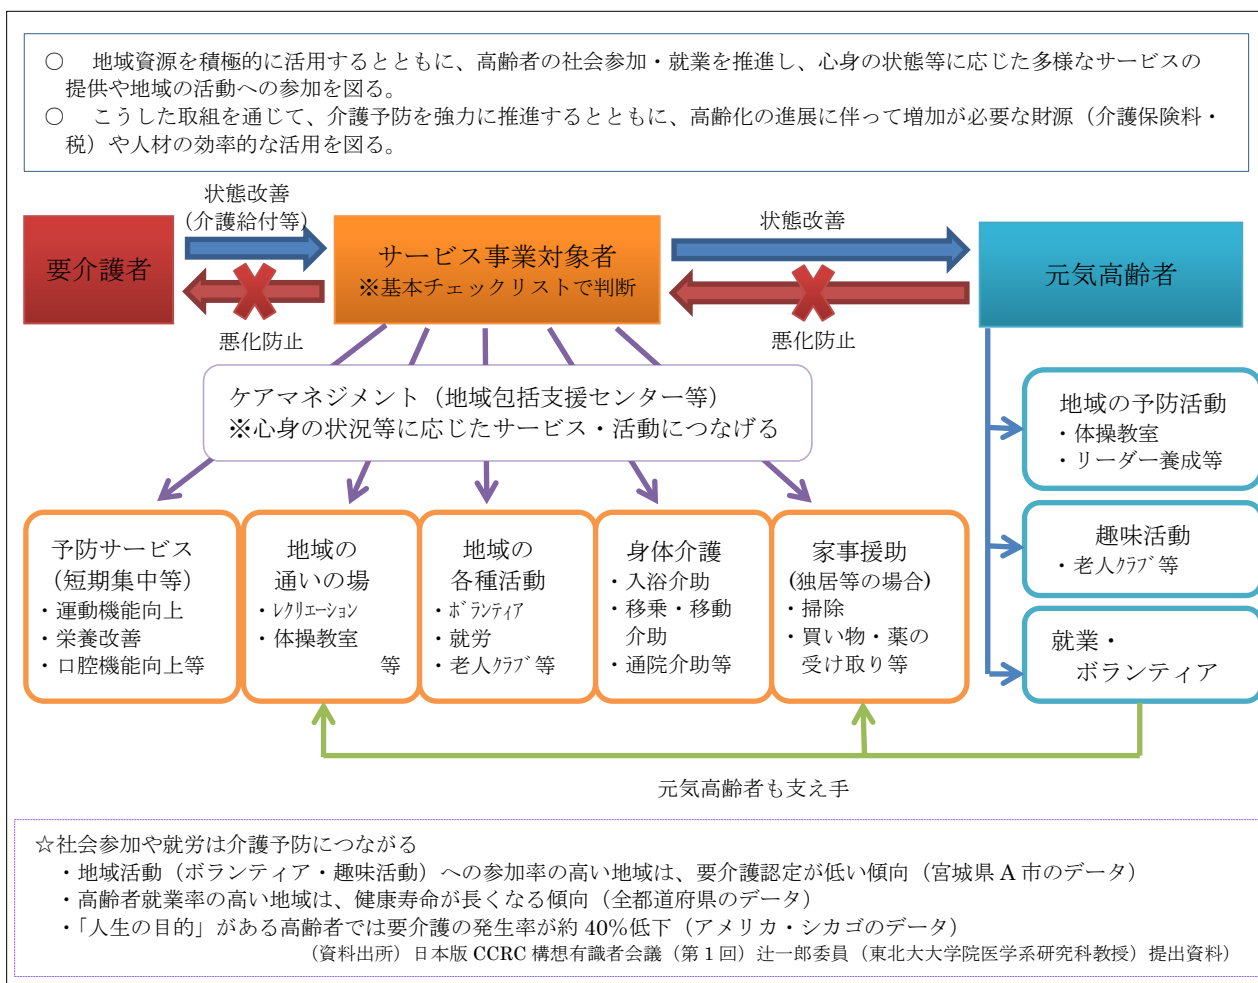 ○　地域資源を積極的に活用するとともに、高齢者の社会参加・就業を推進し、心身の状態等に応じた多様なサービスの
提供や地域の活動への参加を図る。
○　こうした取組を通じて、介護予防を強力に推進するとともに、高齢化の進展に伴って増加が必要な財源（介護保険料・
税）や人材の効率的な活用を図る。
状態改善
(介護給付等)
状態改善
要介護者
サービス事業対象者
※基本チェックリストで判断
元気高齢者
悪化防止
悪化防止
ケアマネジメント（地域包括支援センター等）
※心身の状況等に応じたサービス・活動につなげる
地域の予防活動
・体操教室
・リーダー養成等
趣味活動
・老人ｸﾗﾌﾞ等
就業・
ボランティア
予防サービス
(短期集中等)
・運動機能向上
・栄養改善
・口腔機能向上等
地域の
通いの場
・ﾚｸﾘｴｰｼｮﾝ
・体操教室
等
地域の
各種活動
・ﾎﾞﾗﾝﾃｨｱ
・就労
・老人ｸﾗﾌﾞ等
身体介護
・入浴介助
・移乗・移動
介助
・通院介助等
家事援助
(独居等の場合)
・掃除
・買い物・薬の
受け取り等
元気高齢者も支え手
☆社会参加や就労は介護予防につながる
・地域活動（ボランティア・趣味活動）への参加率の高い地域は、要介護認定が低い傾向（宮城県 A 市のデータ）
・高齢者就業率の高い地域は、健康寿命が長くなる傾向（全都道府県のデータ）
・「人生の目的」がある高齢者では要介護の発生率が約 40％低下（アメリカ・シカゴのデータ）
（資料出所）日本版 CCRC 構想有識者会議（第１回）辻一郎委員（東北大大学院医学系研究科教授）提出資料）